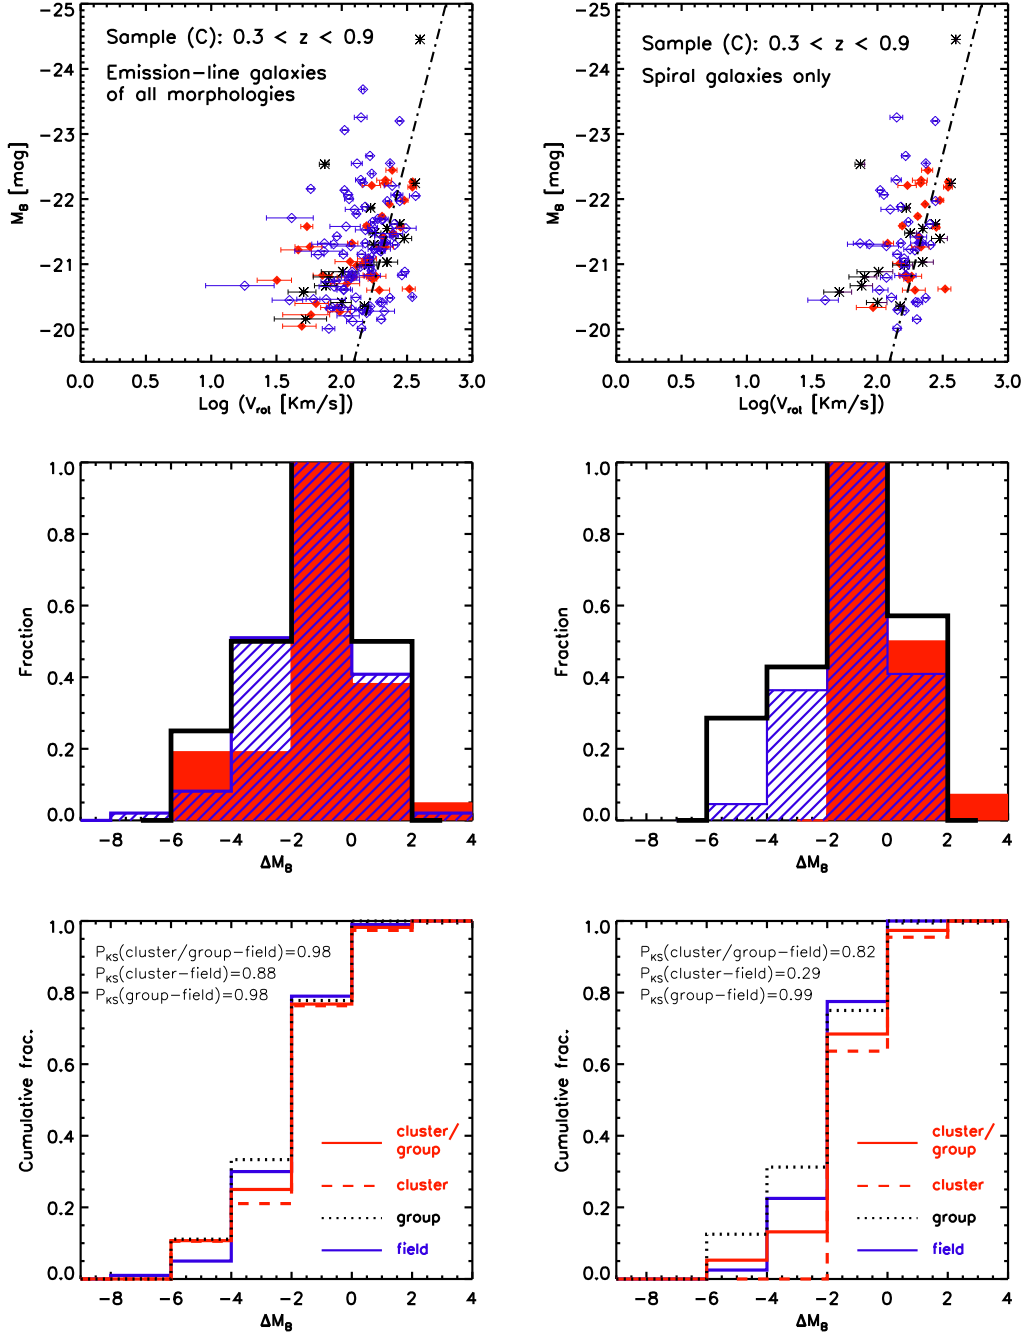 Sample (C): 0.3 < z < 0.9
Emission-line galaxies
of all morphologies
M_B [mag]
-25
-24
-23
-22
-21
-20
0.0 0.5 1.0 1.5 2.0 2.5 3.0
Log (V_rot [Km/s])
Sample (C): 0.3 < z < 0.9
Spiral galaxies only
M_B [mag]
-25
-24
-23
-22
-21
-20
0.0 0.5 1.0 1.5 2.0 2.5 3.0
Log(V_rot [Km/s])
Fraction
1.0
0.8
0.6
0.4
0.2
0.0
-8 -6 -4 -2 0 2 4
ΔM_B
Fraction
1.0
0.8
0.6
0.4
0.2
0.0
-8 -6 -4 -2 0 2 4
ΔM_B
Cumulative frac.
1.0
0.8
0.6
0.4
0.2
0.0
P_KS(cluster/group-field)=0.98
P_KS(cluster-field)=0.88
P_KS(group-field)=0.98
cluster/
group
cluster
group
field
-8 -6 -4 -2 0 2 4
ΔM_B
Cumulative frac.
1.0
0.8
0.6
0.4
0.2
0.0
P_KS(cluster/group-field)=0.82
P_KS(cluster-field)=0.29
P_KS(group-field)=0.99
cluster/
group
cluster
group
field
-8 -6 -4 -2 0 2 4
ΔM_B